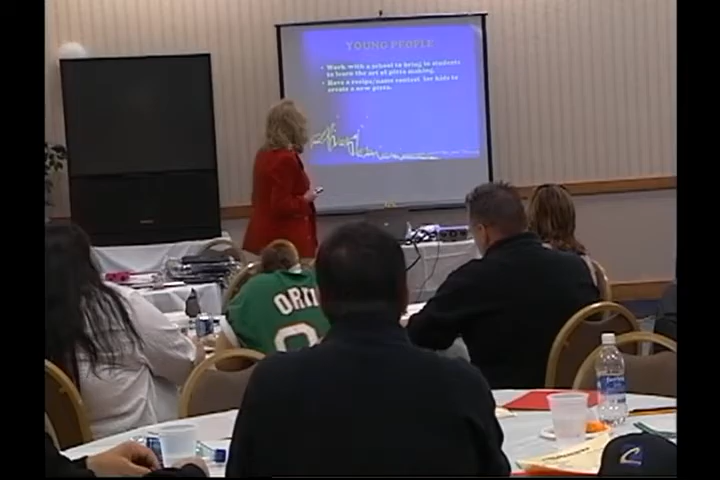 YOUNG PEOPLE
• Work with a school to bring in students
to learn the art of pizza making.
• Have a recipe/name contest for kids to
create a new pizza.